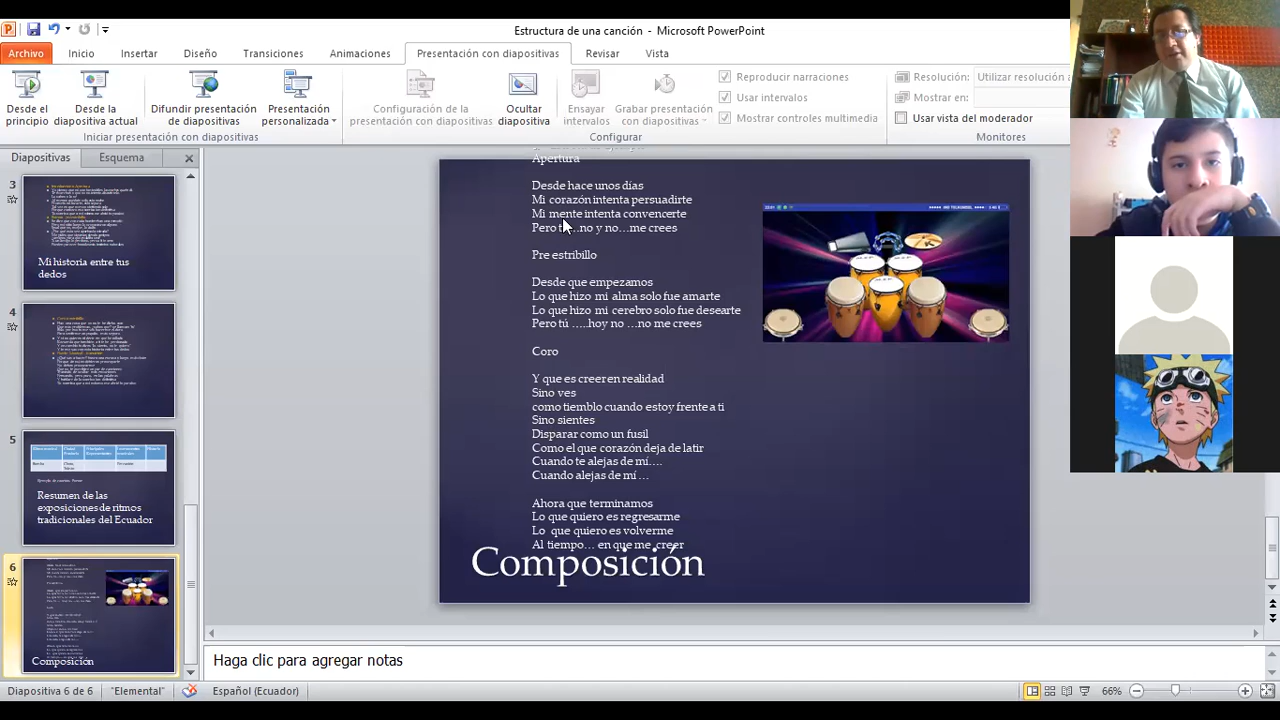 Estructura de una canción - Microsoft PowerPoint
Archivo
Inicio
Insertar
Diseño
Transiciones
Animaciones
Presentación con diapositivas
Revisar
Vista
Desde el principio
Desde la diapositiva actual
Difundir presentación de diapositivas
Presentación personalizada
Iniciar presentación con diapositivas
Configuración de la presentación con diapositivas
Ocultar diapositiva
Ensayar intervalos
Grabar presentación con diapositivas
Reproducir narraciones
Usar intervalos
Mostrar controles multimedia
Configurar
Resolución:
Utilizar resolución a
Mostrar en:
Usar vista del moderador
Monitores
Diapositivas
Esquema
3
Mi historia entre tus
dedos
4
5
Resumen de las
exposiciones de ritmos
tradicionales del Ecuador
6
Composición
Apertura
Desde hace unos días
Mi corazón intenta persuadirte
Mi mente intenta convencerte
Pero tú...no y no...me crees
Pre estribillo
Desde que empezamos
Lo que hizo mi alma solo fue amarte
Lo que hizo mi cerebro solo fue desearte
Pero tú .....hoy no ...no me crees
Coro
Y que es creer en realidad
Sino ves
como tiemblo cuando estoy frente a ti
Sino sientes
Disparar como un fusil
Como el que corazón deja de latir
Cuando te alejas de mi....
Cuando alejas de mi ...
Ahora que terminamos
Lo que quiero es regresarme
Lo que quiero es volverme
Al tiempo... en que me creer
Composición
Haga clic para agregar notas
Diapositiva 6 de 6
"Elemental"
Español (Ecuador)
66%